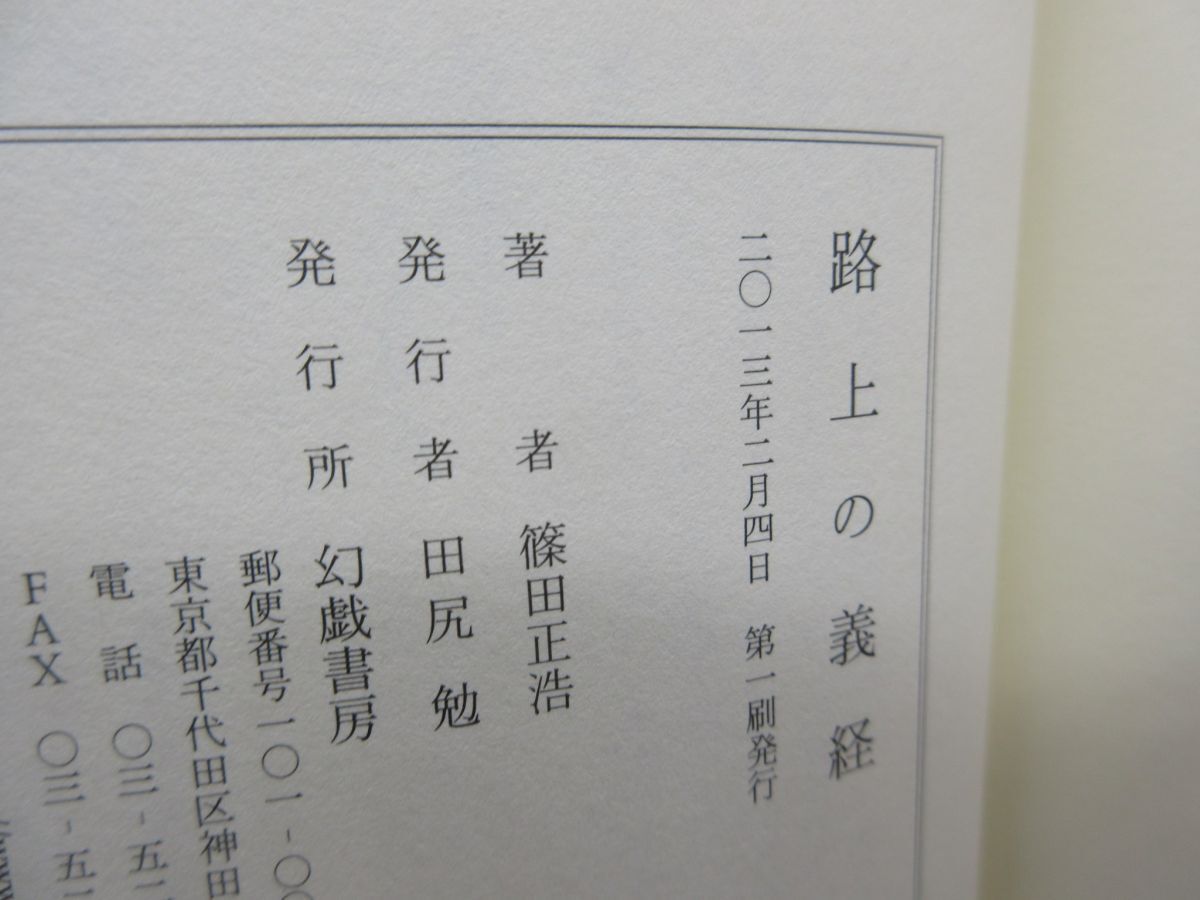 路上の義経
二〇一三年二月四日 第一刷発行
著者 篠田正浩
発行者 田尻勉
発行所 幻戯書房
郵便番号一〇一-〇〇
東京都千代田区神田
電話 〇三-五二
FAX 〇三-五二